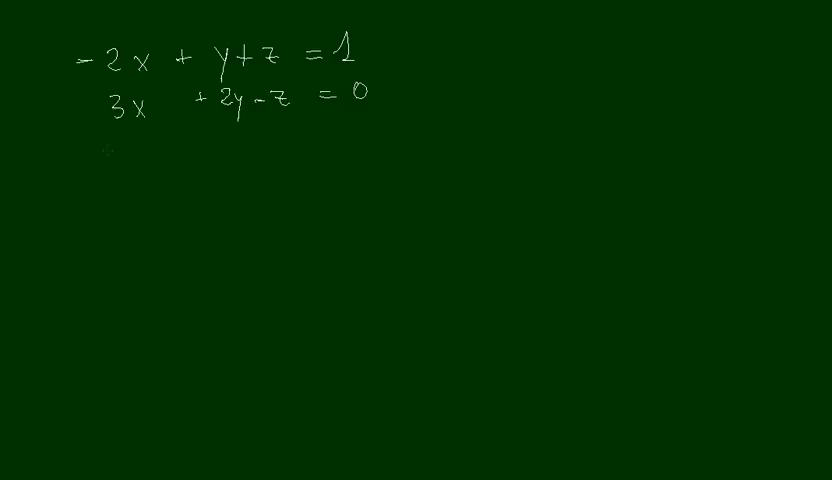 -2x + y+z = 1
3x +2y-z = 0